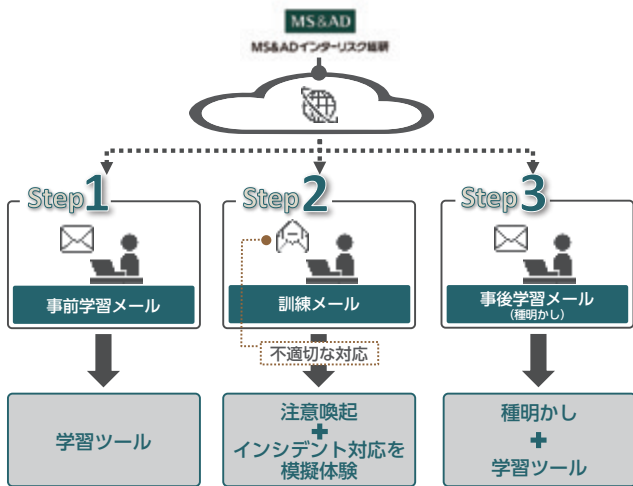 MS&AD
MS&ADインターリスク総研
Step1
事前学習メール
学習ツール
Step2
訓練メール
不適切な対応
注意喚起
+
インシデント対応を
模擬体験
Step3
事後学習メール
(種明かし)
種明かし
+
学習ツール